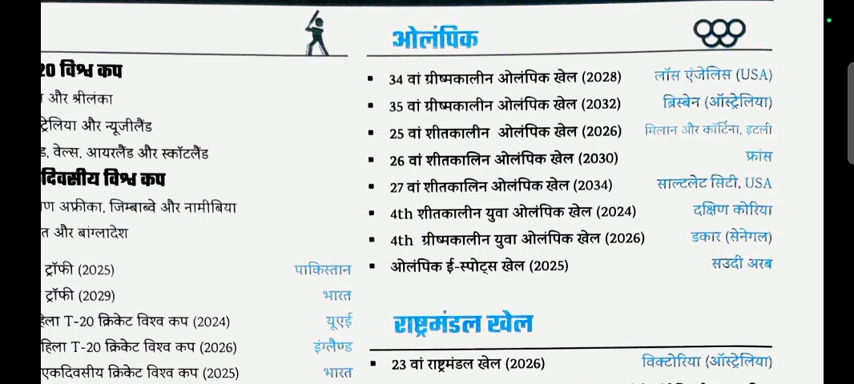 20 विश्व कप
और श्रीलंका
ट्रेलिया और न्यूजीलैंड
ड, वेल्स, आयरलैंड और स्कॉटलैंड
दिवसीय विश्व कप
ण अफ्रीका, जिम्बाब्वे और नामीबिया
त और बांग्लादेश
ट्रॉफी (2025) पाकिस्तान
ट्रॉफी (2029) भारत
हिला T-20 क्रिकेट विश्व कप (2024) यूएई
हिला T-20 क्रिकेट विश्व कप (2026) इंग्लैण्ड
एकदिवसीय क्रिकेट विश्व कप (2025) भारत
ओलंपिक
34 वां ग्रीष्मकालीन ओलंपिक खेल (2028) लॉस एंजेलिस (USA)
35 वां ग्रीष्मकालीन ओलंपिक खेल (2032) ब्रिस्बेन (ऑस्ट्रेलिया)
25 वां शीतकालीन ओलंपिक खेल (2026) मिलान और कॉर्टिना, इटली
26 वां शीतकालिन ओलंपिक खेल (2030) फ्रांस
27 वां शीतकालिन ओलंपिक खेल (2034) साल्टलेट सिटी, USA
4th शीतकालीन युवा ओलंपिक खेल (2024) दक्षिण कोरिया
4th ग्रीष्मकालीन युवा ओलंपिक खेल (2026) डकार (सेनेगल)
ओलंपिक ई-स्पोट्स खेल (2025) सउदी अरब
राष्ट्रमंडल खेल
23 वां राष्ट्रमंडल खेल (2026) विक्टोरिया (ऑस्ट्रेलिया)